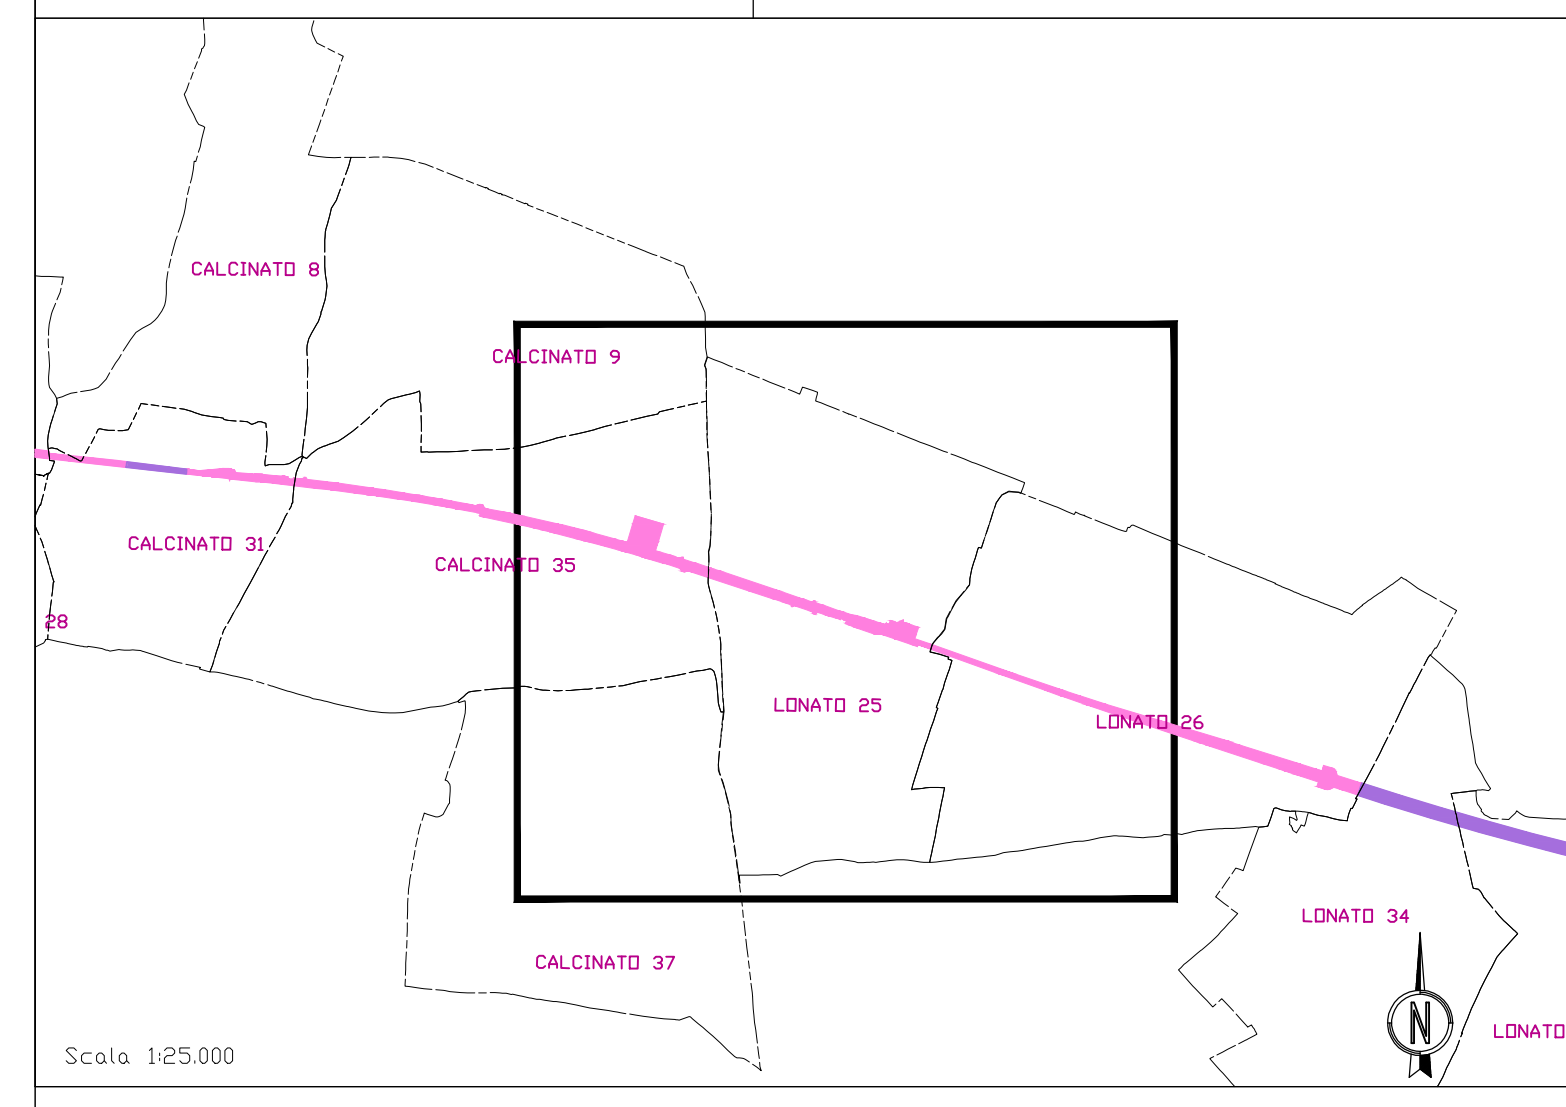 CALCINATO 8
CALCINATO 9
CALCINATO 31
CALCINATO 35
28
LONATO 25
LONATO 26
LONATO 34
CALCINATO 37
N
LONATO
Scala 1:25.000